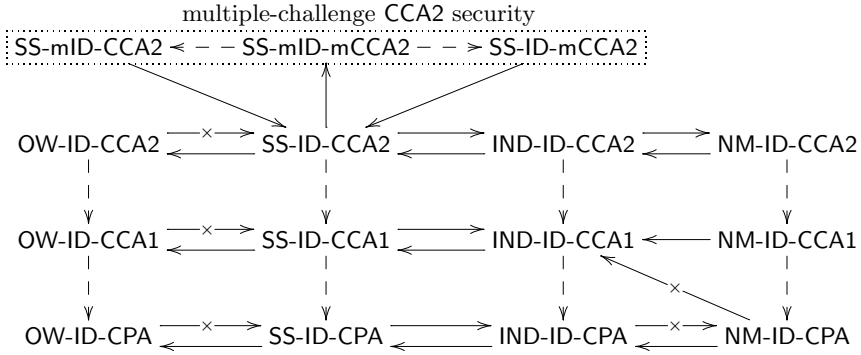 multiple-challenge CCA2 security
SS-mID-CCA2 SS-mID-mCCA2 SS-ID-mCCA2
OW-ID-CCA2 × SS-ID-CCA2 IND-ID-CCA2 NM-ID-CCA2
OW-ID-CCA1 × SS-ID-CCA1 IND-ID-CCA1 NM-ID-CCA1
×
OW-ID-CPA × SS-ID-CPA IND-ID-CPA × NM-ID-CPA